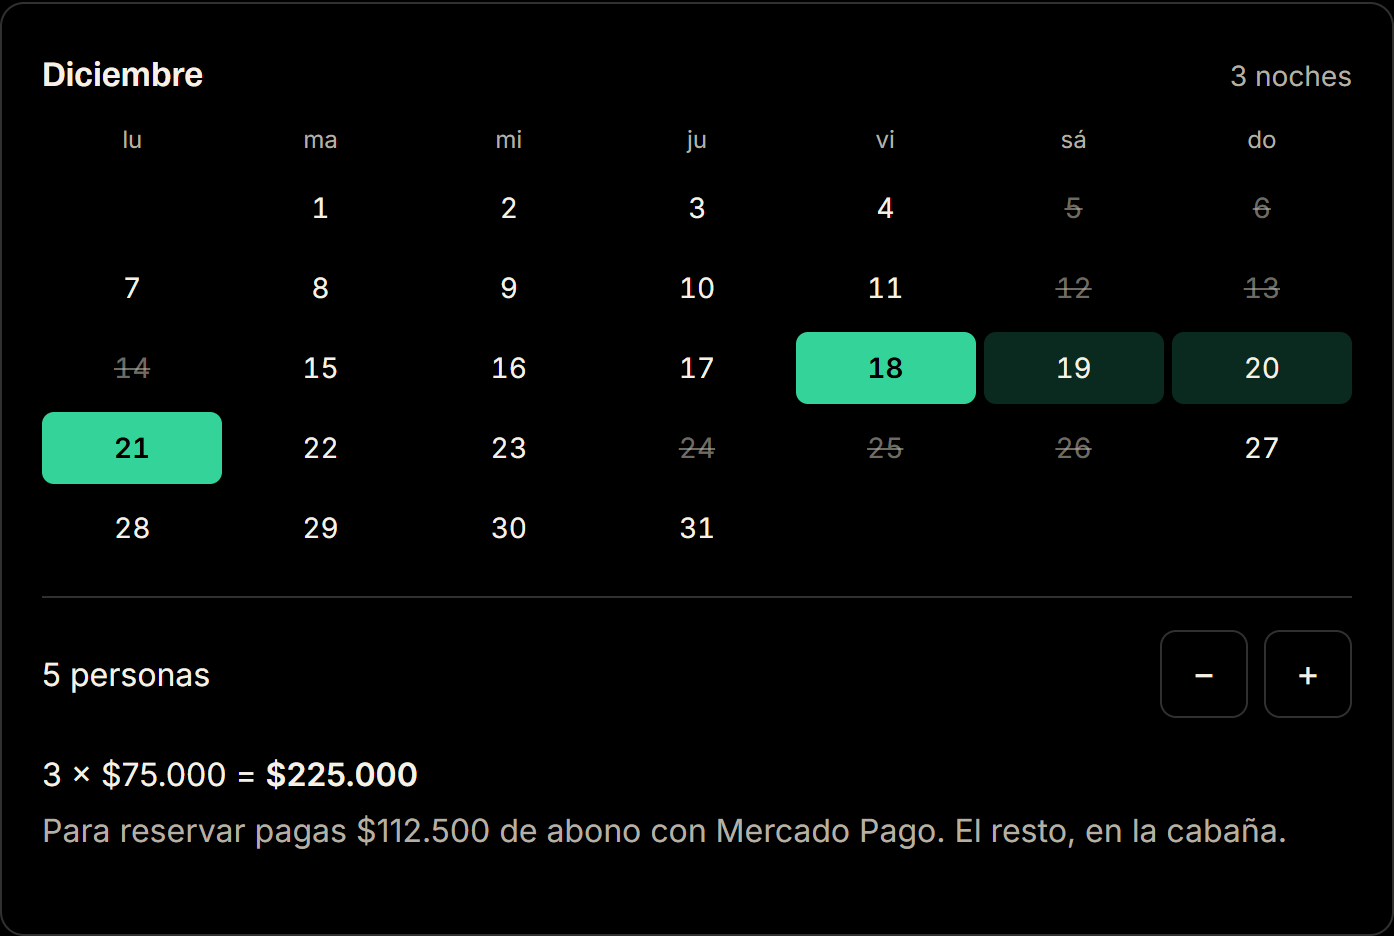 Diciembre 3 noches
lu ma mi ju vi sá do
1 2 3 4 5 6
7 8 9 10 11 12 13
14 15 16 17 18 19 20
21 22 23 24 25 26 27
28 29 30 31
5 personas − +
3 × $75.000 = $225.000
Para reservar pagas $112.500 de abono con Mercado Pago. El resto, en la cabaña.